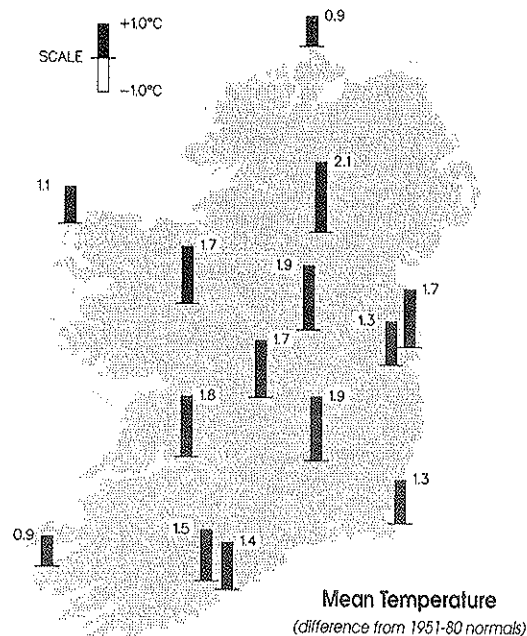 +1.0°C
SCALE
−1.0°C
0.9
2.1
1.1
1.7
1.9
1.7
1.3
1.7
1.8
1.9
1.3
0.9
1.5
1.4
Mean Temperature
(difference from 1951-80 normals)